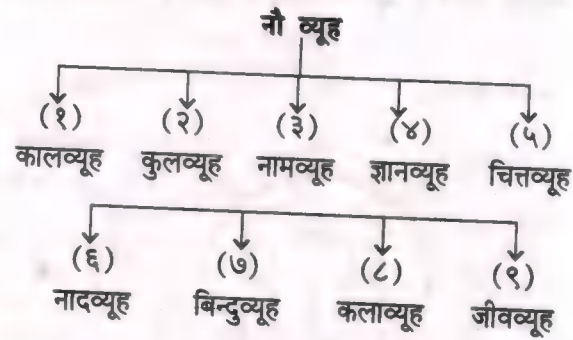 नौ व्यूह
(१) (२) (३) (४) (५)
कालव्यूह कुलव्यूह नामव्यूह ज्ञानव्यूह चित्तव्यूह
(६) (७) (८) (९)
नादव्यूह बिन्दुव्यूह कलाव्यूह जीवव्यूह